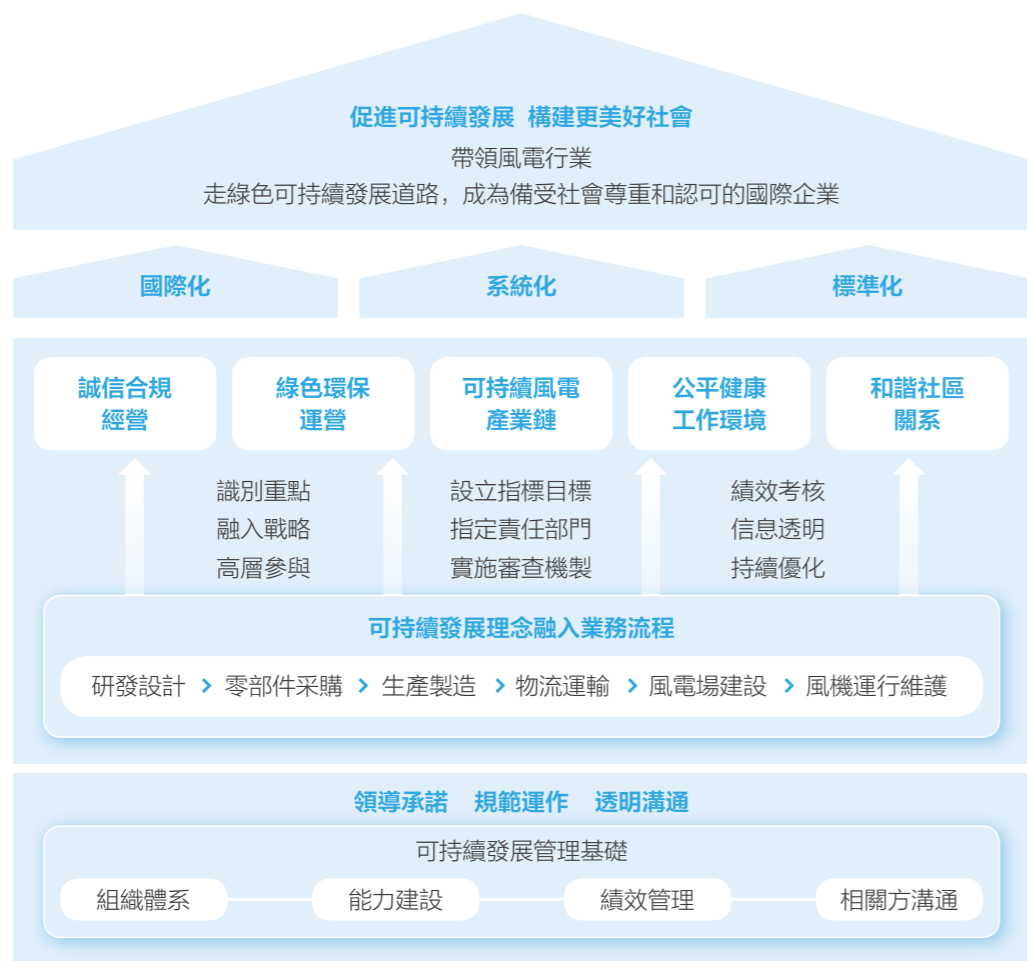 促進可持續發展 構建更美好社會
帶領風電行業
走綠色可持續發展道路，成為備受社會尊重和認可的國際企業
國際化 系統化 標準化
誠信合規 綠色環保 可持續風電 公平健康 和諧社區
經營 運營 產業鏈 工作環境 關系
識別重點 設立指標目標 績效考核
融入戰略 指定責任部門 信息透明
高層參與 實施審查機製 持續優化
可持續發展理念融入業務流程
研發設計 > 零部件采購 > 生產製造 > 物流運輸 > 風電場建設 > 風機運行維護
領導承諾 規範運作 透明溝通
可持續發展管理基礎
組織體系 能力建設 績效管理 相關方溝通